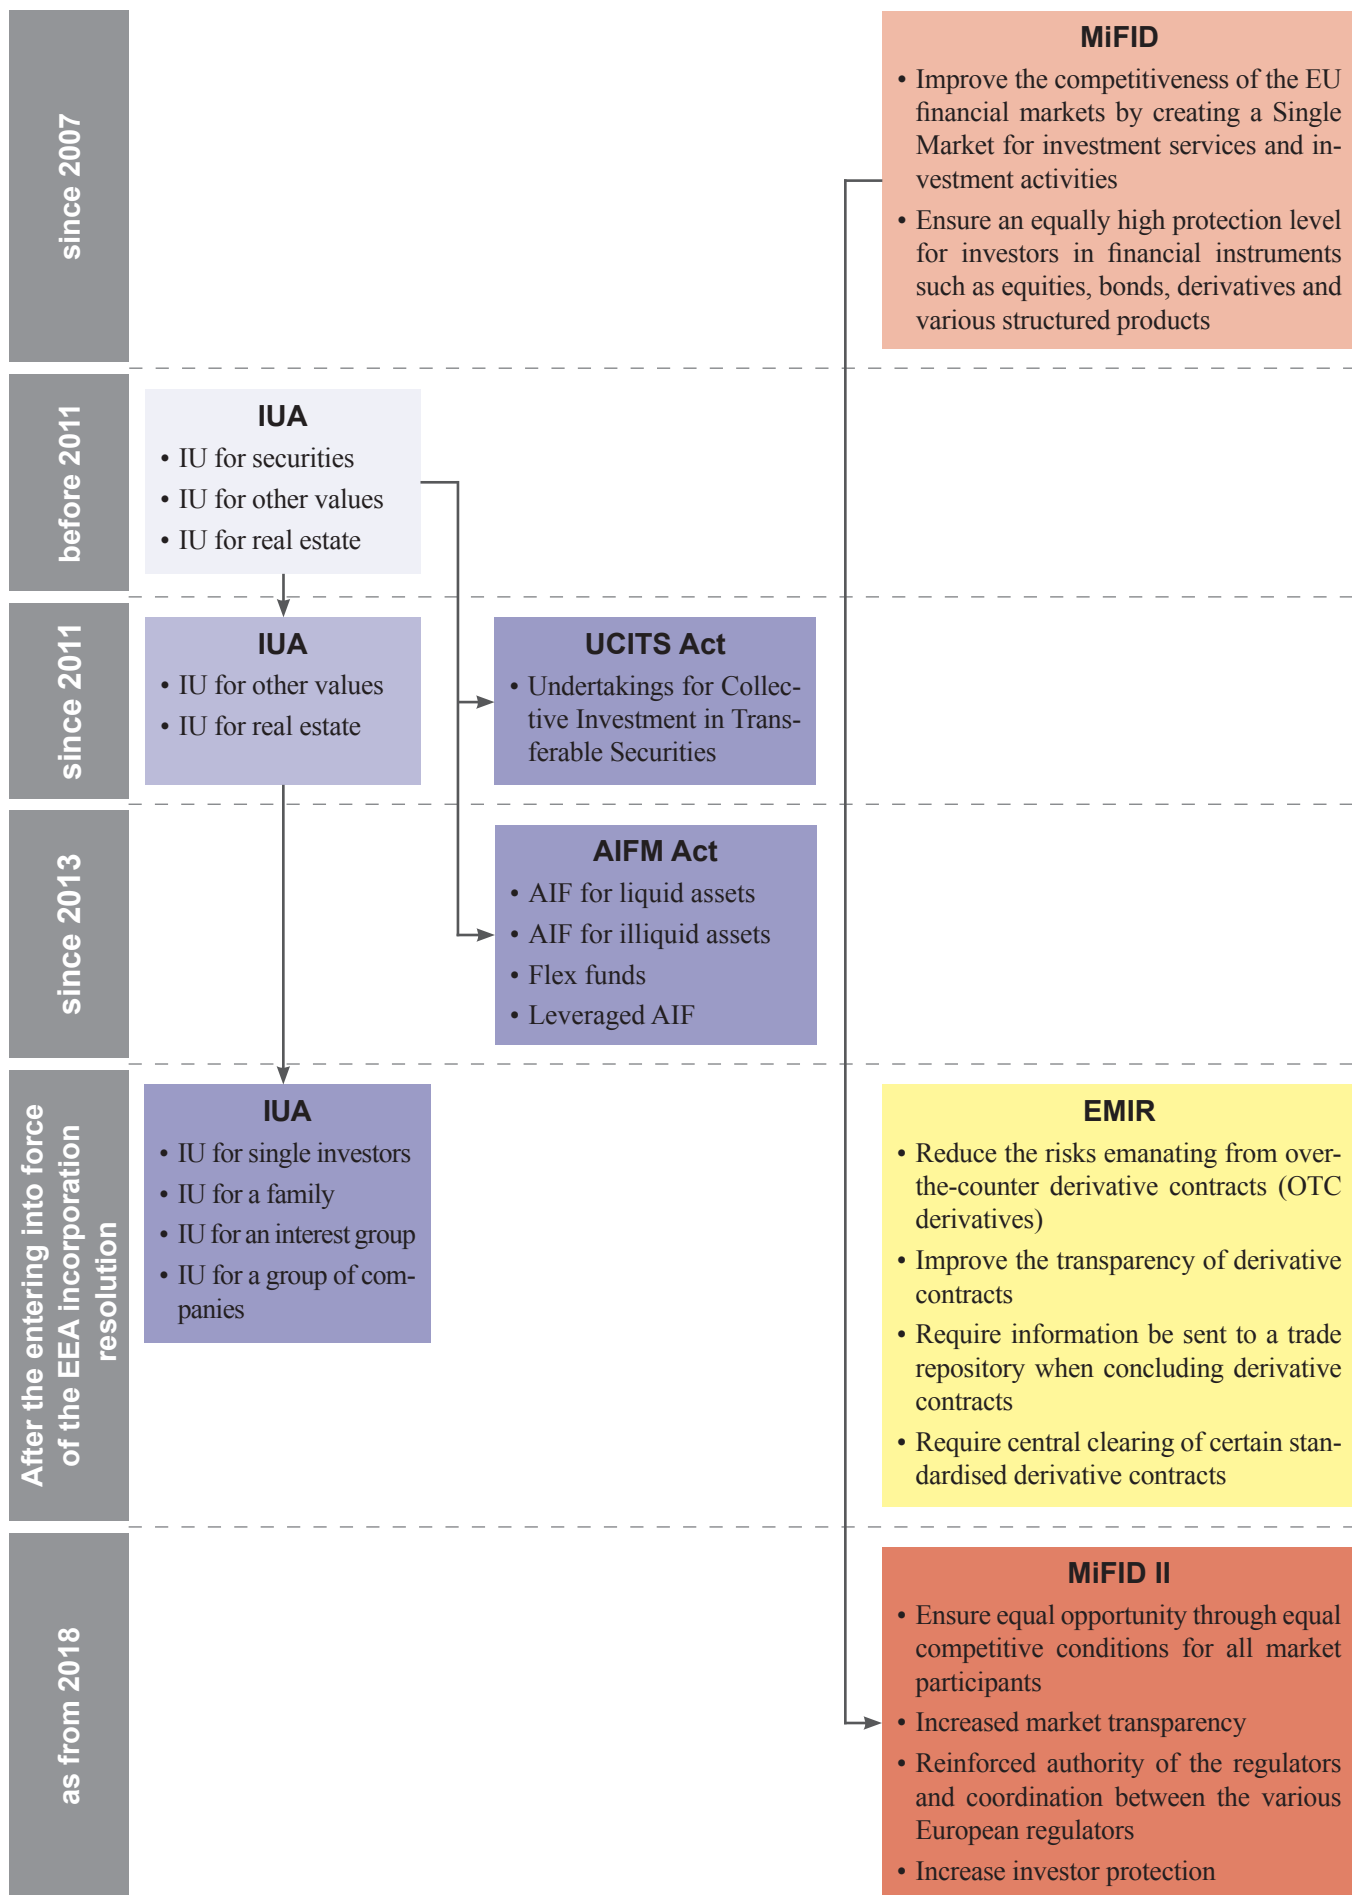 since 2007
MiFID
• Improve the competitiveness of the EU
financial markets by creating a Single
Market for investment services and in-
vestment activities
• Ensure an equally high protection level
for investors in financial instruments
such as equities, bonds, derivatives and
various structured products
before 2011
IUA
• IU for securities
• IU for other values
• IU for real estate
since 2011
IUA
• IU for other values
• IU for real estate
UCITS Act
• Undertakings for Collec-
tive Investment in Trans-
ferable Securities
since 2013
AIFM Act
• AIF for liquid assets
• AIF for illiquid assets
• Flex funds
• Leveraged AIF
After the entering into force
of the EEA incorporation
resolution
IUA
• IU for single investors
• IU for a family
• IU for an interest group
• IU for a group of com-
panies
EMIR
• Reduce the risks emanating from over-
the-counter derivative contracts (OTC
derivatives)
• Improve the transparency of derivative
contracts
• Require information be sent to a trade
repository when concluding derivative
contracts
• Require central clearing of certain stan-
dardised derivative contracts
as from 2018
MiFID II
• Ensure equal opportunity through equal
competitive conditions for all market
participants
• Increased market transparency
• Reinforced authority of the regulators
and coordination between the various
European regulators
• Increase investor protection